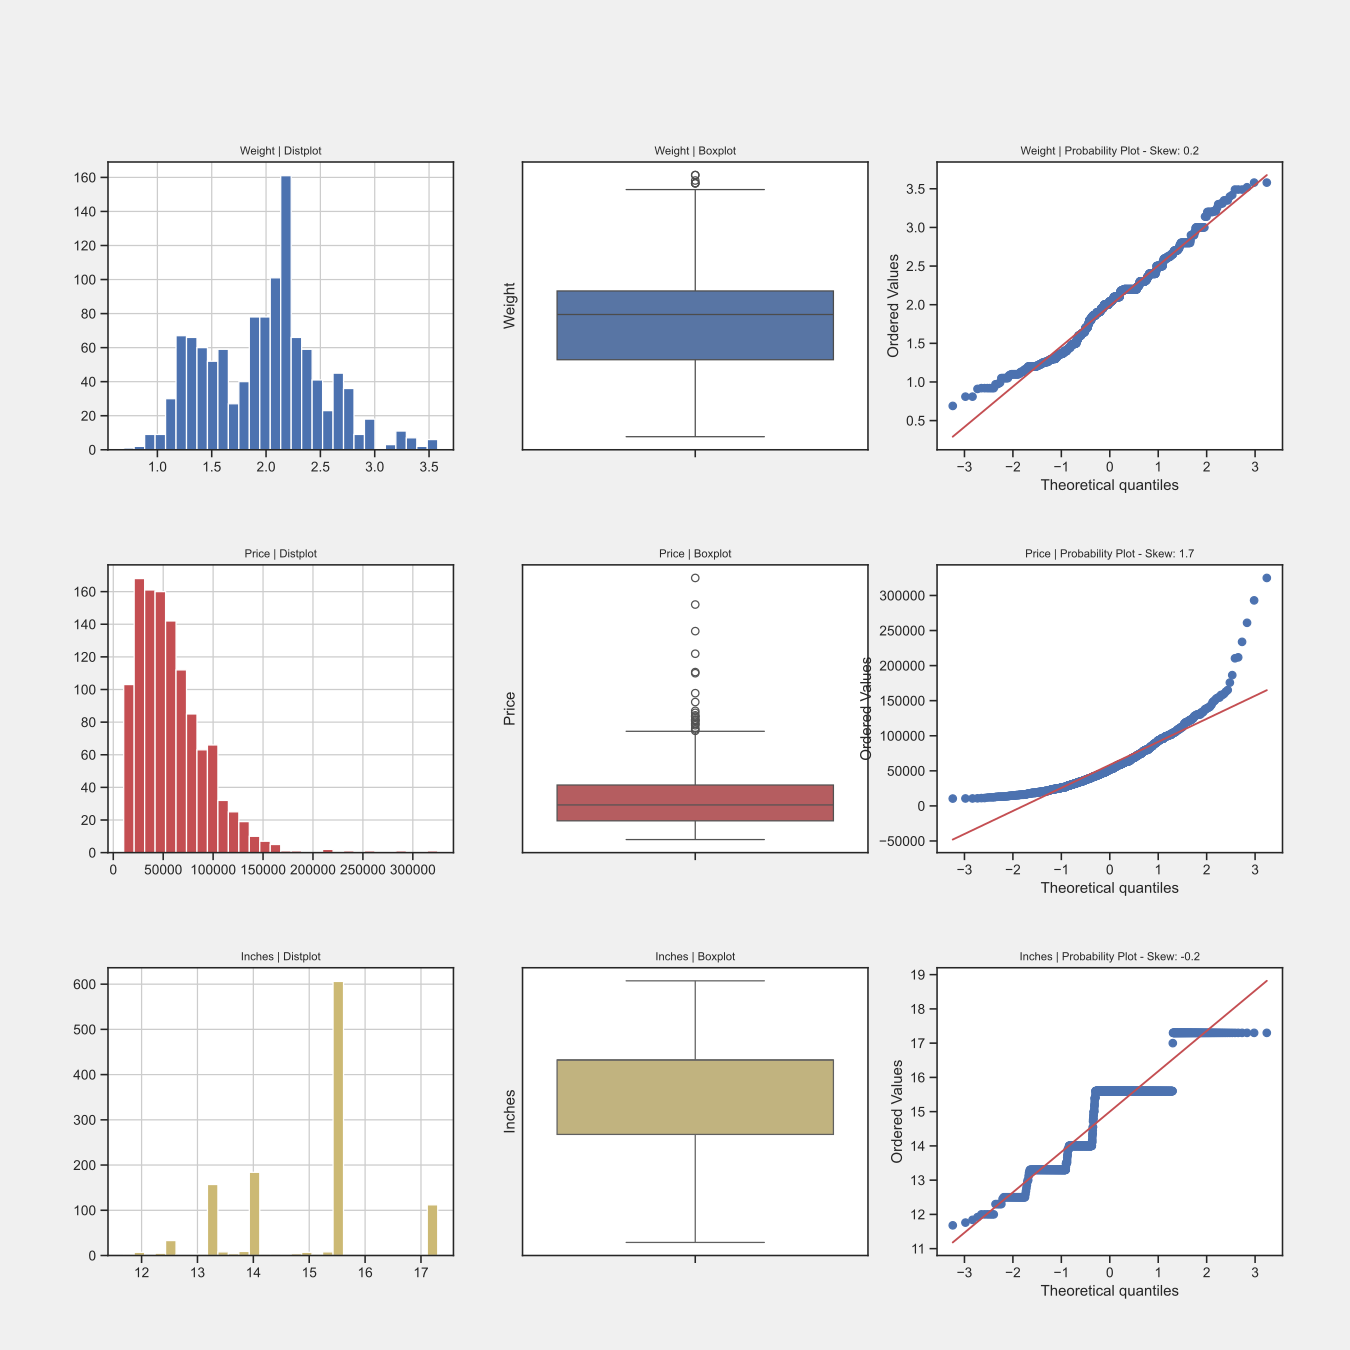 Weight | Distplot
160
140
120
100
80
60
40
20
0
1.0 1.5 2.0 2.5 3.0 3.5
Weight | Boxplot
Weight
Weight | Probability Plot - Skew: 0.2
Ordered Values
3.5
3.0
2.5
2.0
1.5
1.0
0.5
−3 −2 −1 0 1 2 3
Theoretical quantiles
Price | Distplot
160
140
120
100
80
60
40
20
0
0 50000 100000 150000 200000 250000 300000
Price | Boxplot
Price
Price | Probability Plot - Skew: 1.7
Ordered Values
300000
250000
200000
150000
100000
50000
0
−50000
−3 −2 −1 0 1 2 3
Theoretical quantiles
Inches | Distplot
600
500
400
300
200
100
0
12 13 14 15 16 17
Inches | Boxplot
Inches
Inches | Probability Plot - Skew: -0.2
Ordered Values
19
18
17
16
15
14
13
12
11
−3 −2 −1 0 1 2 3
Theoretical quantiles